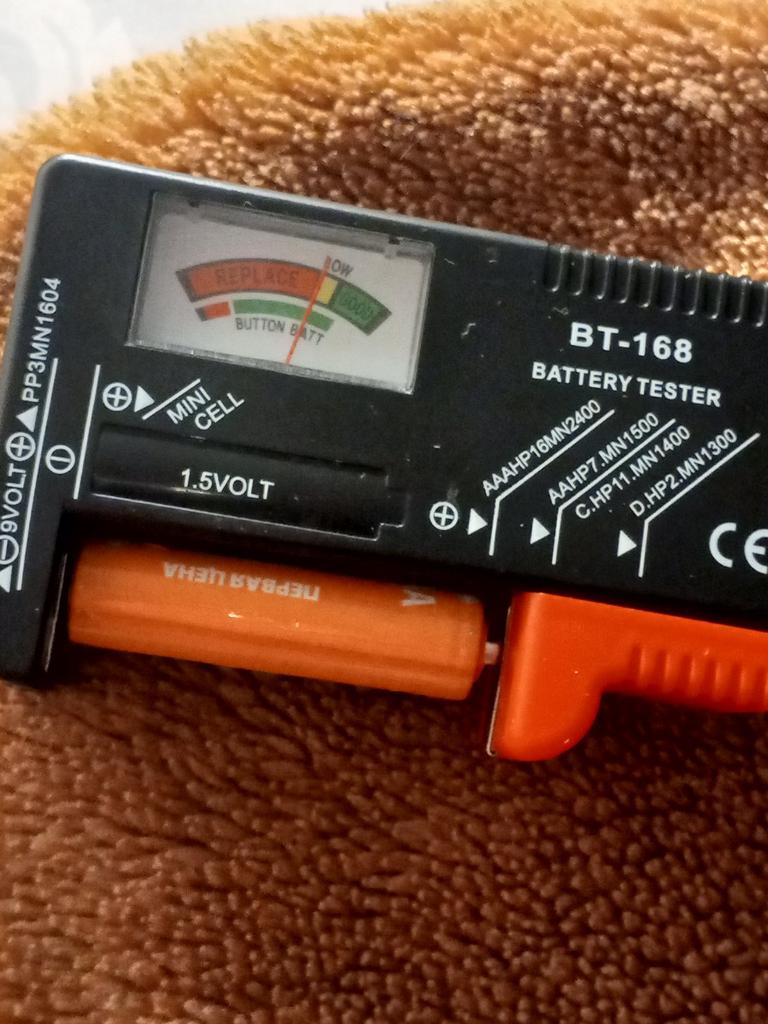 REPLACE
LOW
GOOD
BUTTON BATT
BT-168
BATTERY TESTER
PP3MN1604
9VOLT
MINI
CELL
1.5VOLT
AAAHP16MN2400
AAHP7.MN1500
C.HP11.MN1400
D.HP2.MN1300
CE
ПЕРВАЯ ЦЕНА